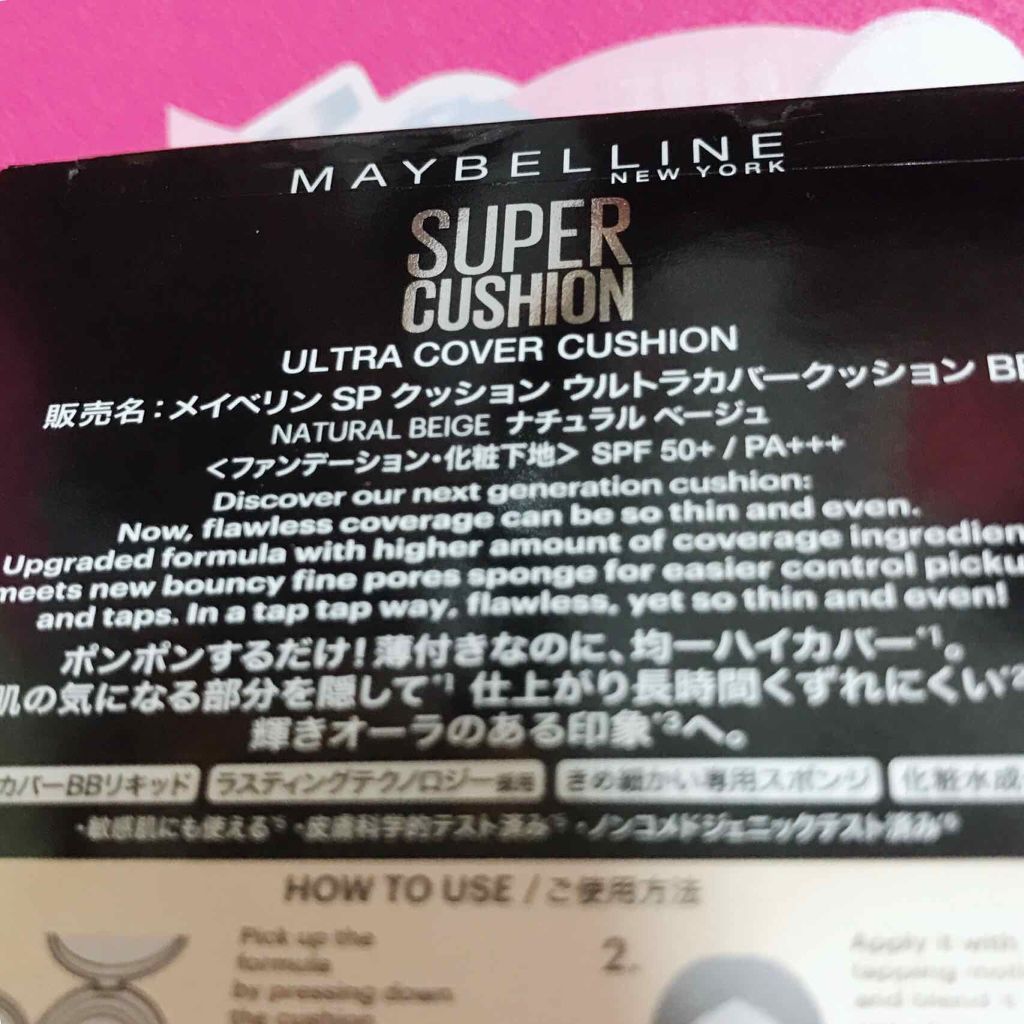 MAYBELLINE
NEW YORK
SUPER
CUSHION
ULTRA COVER CUSHION
販売名：メイベリン SP クッション ウルトラカバークッション
NATURAL BEIGE ナチュラル ベージュ
＜ファンデーション・化粧下地＞ SPF 50+ / PA+++
Discover our next generation cushion:
Now, flawless coverage can be so thin and even.
Upgraded formula with higher amount of coverage
meets new bouncy fine pores sponge for easier control
and taps. In a tap tap way, flawless, yet so thin and even!
ポンポンするだけ！薄付きなのに、均一ハイカバー*1。
肌の気になる部分を隠して*1 仕上がり長時間くずれにくい*2
輝きオーラのある印象*3へ。
カバーBBリキッド ラスティングテクノロジー採用 きめ細かい専用スポンジ 化粧水成
・敏感肌にも使える ・皮膚科学的テスト済み ・ノンコメドジェニックテスト済み
HOW TO USE / ご使用方法
Pick up the
formula
by pressing down
the cushion
2.
Apply it with
tapping
and blend it